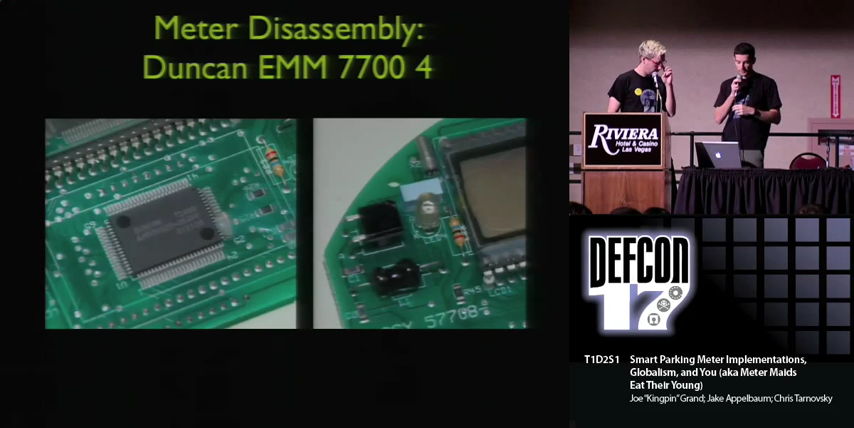 Meter Disassembly:
Duncan EMM 7700 4
57708
RIVIERA
Hotel & Casino
Las Vegas
DEFCON
17
T1D2S1 Smart Parking Meter Implementations,
Globalism, and You (aka Meter Maids
Eat Their Young)
Joe "Kingpin" Grand; Jake Appelbaum; Chris Tarnovsky